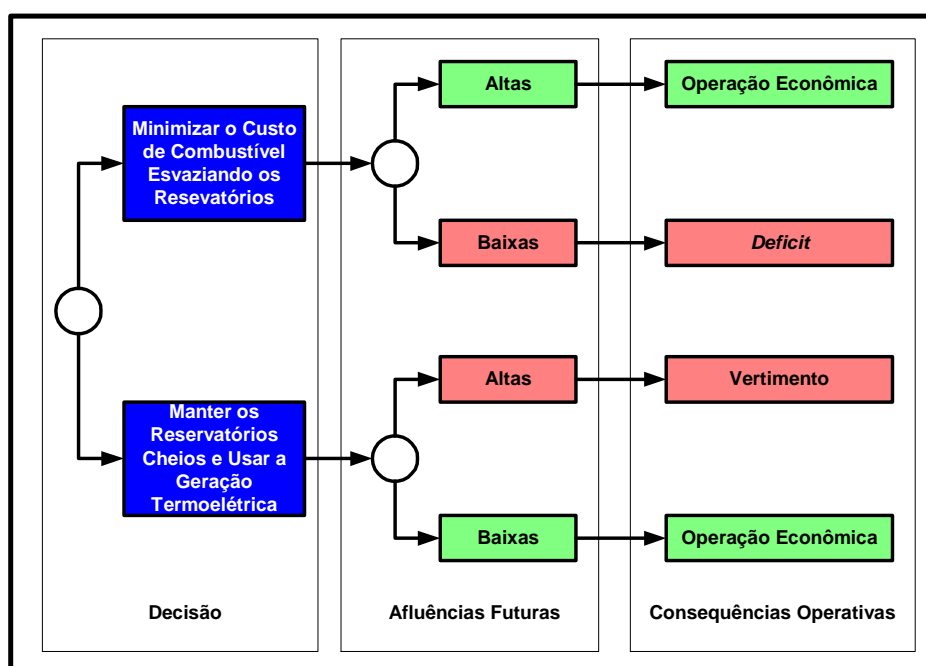 Altas
Operação Econômica
Minimizar o Custo
de Combustível
Esvaziando os
Resevatórios
Baixas
Deficit
Altas
Vertimento
Manter os
Reservatórios
Cheios e Usar a
Geração
Termoelétrica
Baixas
Operação Econômica
Decisão
Afluências Futuras
Consequências Operativas